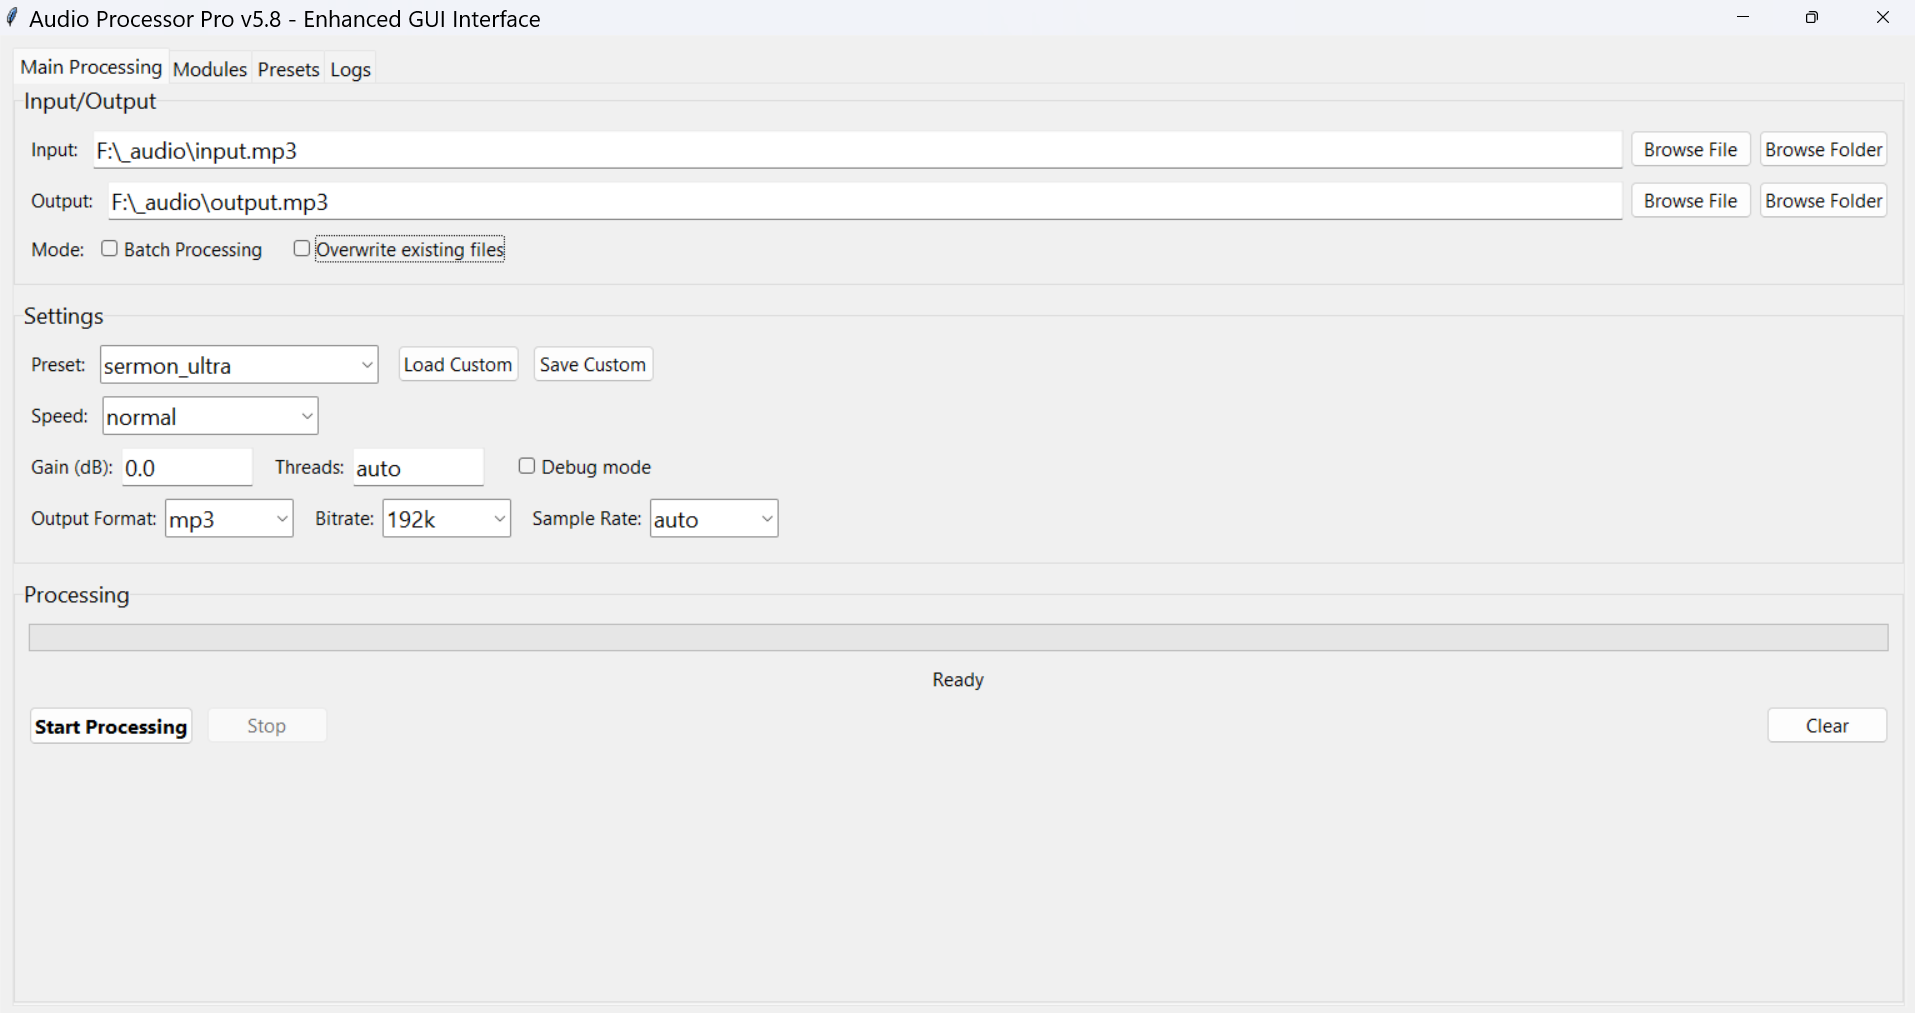 Audio Processor Pro v5.8 - Enhanced GUI Interface
Main Processing Modules Presets Logs
Input/Output
Input: F:\_audio\input.mp3 Browse File Browse Folder
Output: F:\_audio\output.mp3 Browse File Browse Folder
Mode: Batch Processing Overwrite existing files
Settings
Preset: sermon_ultra Load Custom Save Custom
Speed: normal
Gain (dB): 0.0 Threads: auto Debug mode
Output Format: mp3 Bitrate: 192k Sample Rate: auto
Processing
Ready
Start Processing Stop Clear